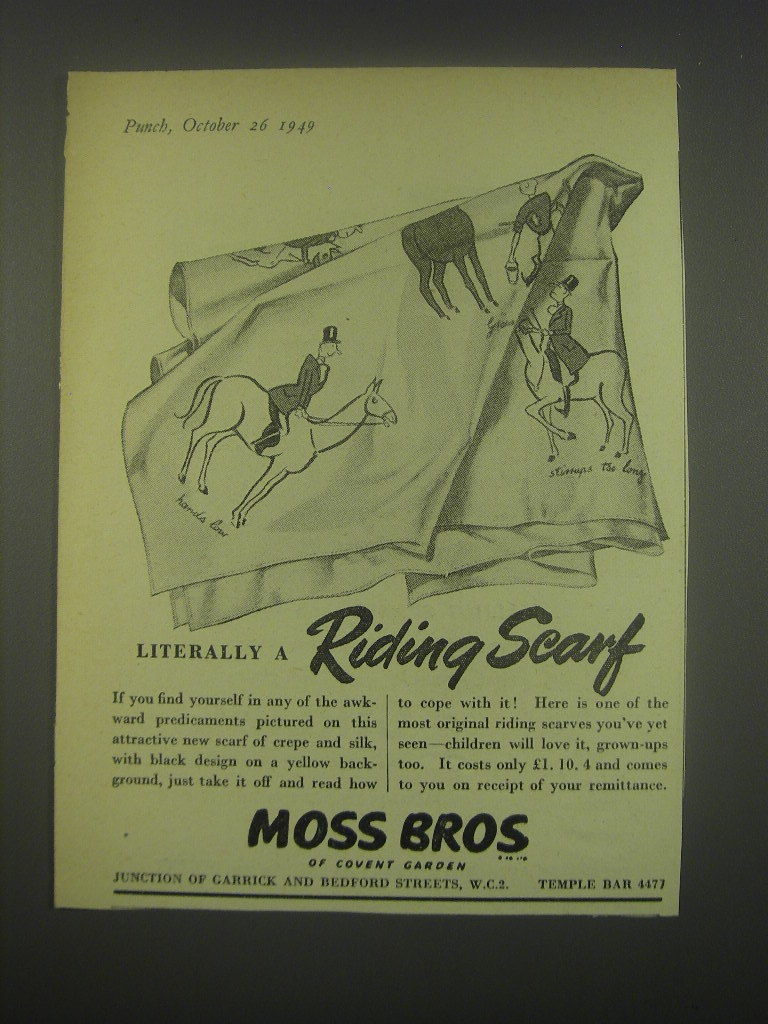 Punch, October 26 1949
hands low
stirrups too long
LITERALLY A Riding Scarf
If you find yourself in any of the awk-
ward predicaments pictured on this
attractive new scarf of crepe and silk,
with black design on a yellow back-
ground, just take it off and read how
to cope with it! Here is one of the
most original riding scarves you've yet
seen—children will love it, grown-ups
too. It costs only £1. 10. 4 and comes
to you on receipt of your remittance.
MOSS BROS
OF COVENT GARDEN
JUNCTION OF GARRICK AND BEDFORD STREETS, W.C.2. TEMPLE BAR 4477